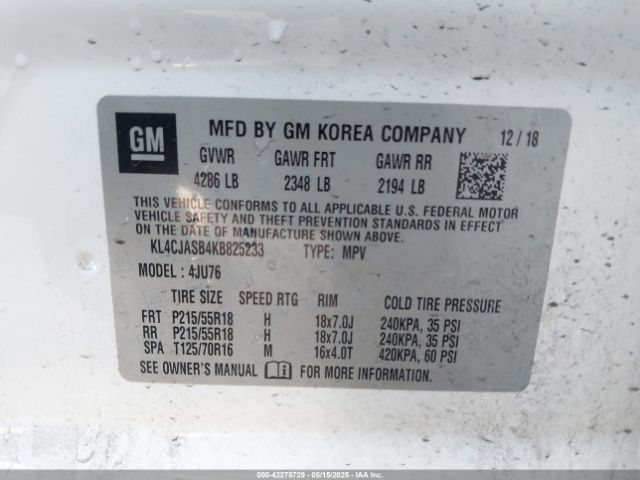 GM
MFD BY GM KOREA COMPANY 12/18
GVWR GAWR FRT GAWR RR
4286 LB 2348 LB 2194 LB
THIS VEHICLE CONFORMS TO ALL APPLICABLE U.S. FEDERAL MOTOR
VEHICLE SAFETY AND THEFT PREVENTION STANDARDS IN EFFECT
ON THE DATE OF MANUFACTURE SHOWN ABOVE.
KL4CJASB4KB825233 TYPE: MPV
MODEL : 4JU76
TIRE SIZE SPEED RTG RIM COLD TIRE PRESSURE
FRT P215/55R18 H 18x7.0J 240KPA, 35 PSI
RR P215/55R18 H 18x7.0J 240KPA, 35 PSI
SPA T125/70R16 M 16x4.0T 420KPA, 60 PSI
SEE OWNER'S MANUAL FOR MORE INFORMATION.
000-42278729 - 05/15/2025 - IAAI.com